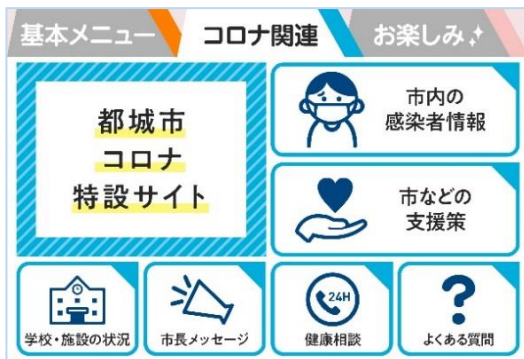 基本メニュー
コロナ関連
お楽しみ
都城市
コロナ
特設サイト
市内の
感染者情報
市などの
支援策
学校・施設の状況
市長メッセージ
24H
健康相談
よくある質問